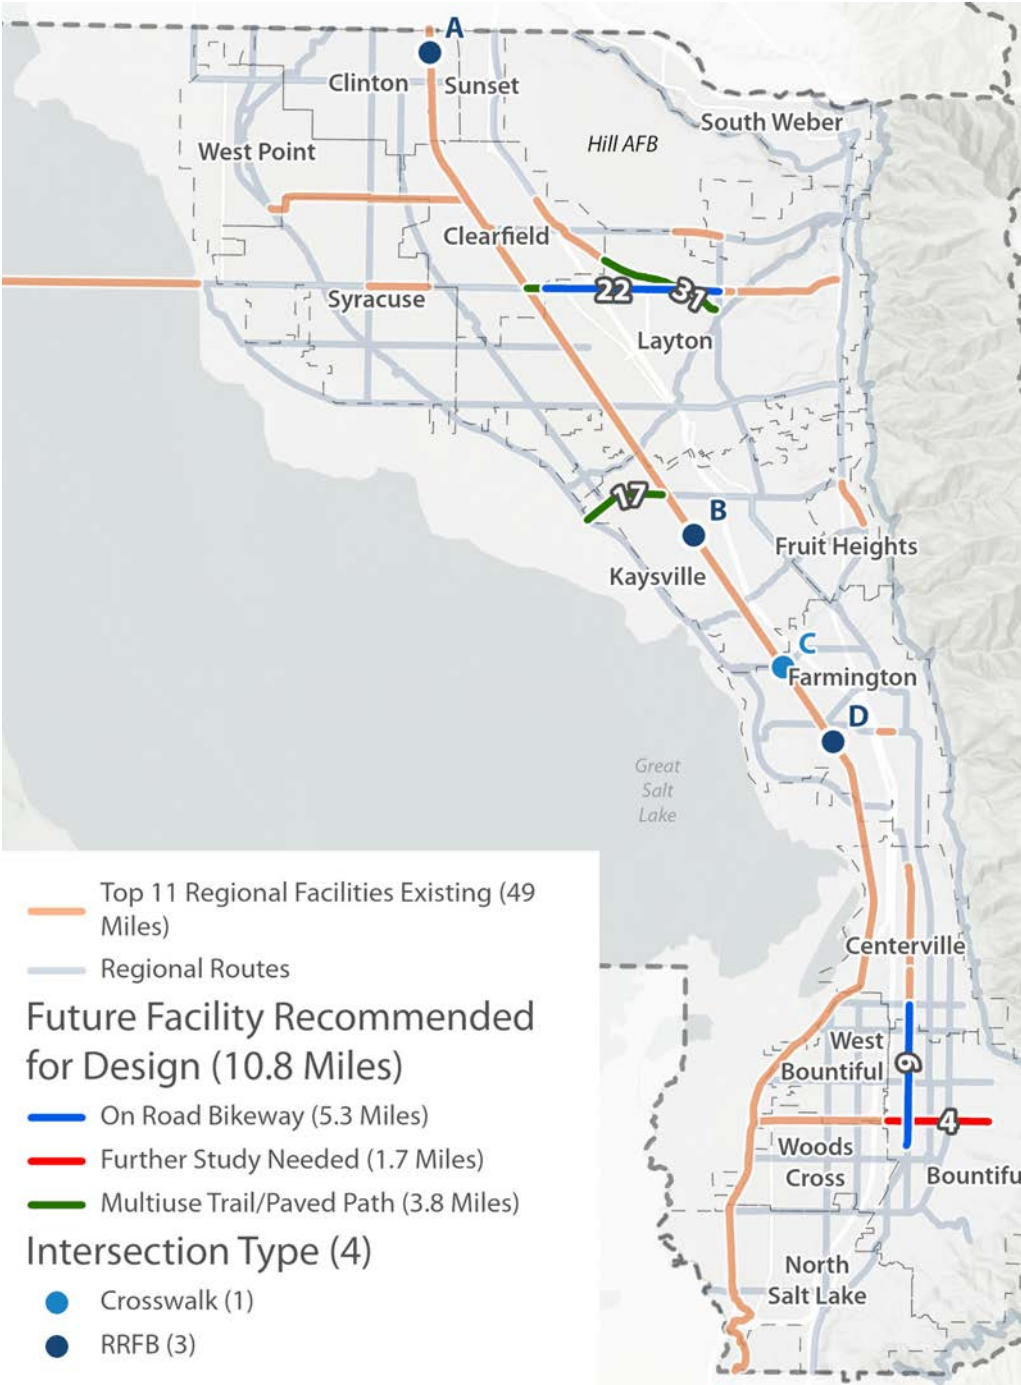 A
Clinton
Sunset
South Weber
Hill AFB
West Point
Clearfield
22
31
Syracuse
Layton
17
B
Fruit Heights
Kaysville
C
Farmington
D
Great
Salt
Lake
Top 11 Regional Facilities Existing (49
Miles)
Regional Routes
Future Facility Recommended
for Design (10.8 Miles)
On Road Bikeway (5.3 Miles)
Further Study Needed (1.7 Miles)
Multiuse Trail/Paved Path (3.8 Miles)
Intersection Type (4)
Crosswalk (1)
RRFB (3)
Centerville
West
Bountiful
4
Woods
Cross
Bountifu
North
Salt Lake